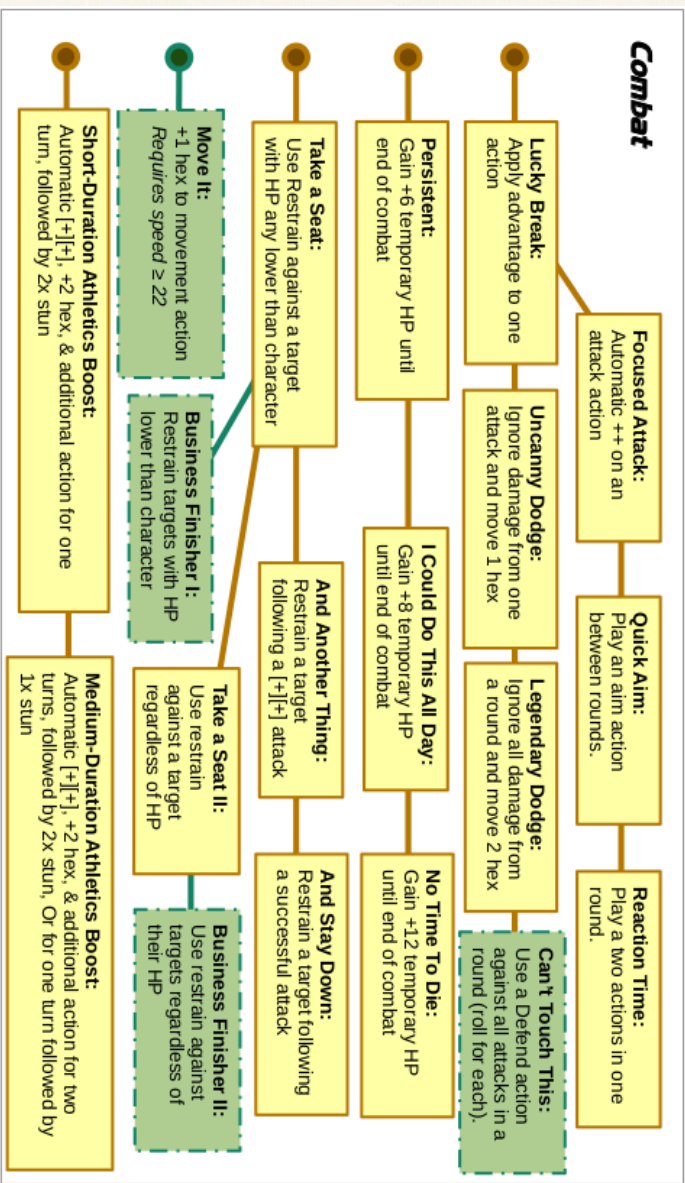 Combat
Focused Attack:
Automatic ++ on an
attack action
Quick Aim:
Play an aim action
between rounds.
Reaction Time:
Play a two actions in one
round.
Lucky Break:
Apply advantage to one
action
Uncanny Dodge:
Ignore damage from one
attack and move 1 hex
Legendary Dodge:
Ignore all damage from
a round and move 2 hex
Can't Touch This:
Use a Defend action
against all attacks in a
round (roll for each).
Persistent:
Gain +6 temporary HP until
end of combat
I Could Do This All Day:
Gain +8 temporary HP
until end of combat
No Time To Die:
Gain +12 temporary HP
until end of combat
Take a Seat:
Use Restrain against a target
with HP any lower than character
And Another Thing:
Restrain a target
following a [+][+] attack
And Stay Down:
Restrain a target following
a successful attack
Take a Seat II:
Use restrain
against a target
regardless of HP
Business Finisher II:
Use restrain against
targets regardless of
their HP
Move It:
+1 hex to movement action
Requires speed ≥ 22
Business Finisher I:
Restrain targets with HP
lower than character
Short-Duration Athletics Boost:
Automatic [+][+], +2 hex, & additional action for one
turn, followed by 2x stun
Medium-Duration Athletics Boost:
Automatic [+][+], +2 hex, & additional action for two
turns, followed by 2x stun, Or for one turn followed by
1x stun